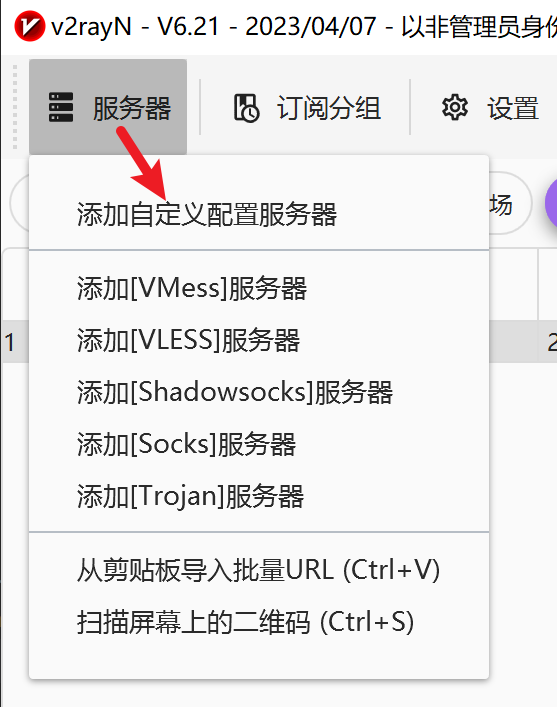 v2rayN - V6.21 - 2023/04/07 - 以非管理员身份
服务器 订阅分组 设置
添加自定义配置服务器
场
添加[VMess]服务器
添加[VLESS]服务器
1
2
添加[Shadowsocks]服务器
添加[Socks]服务器
添加[Trojan]服务器
从剪贴板导入批量URL (Ctrl+V)
扫描屏幕上的二维码 (Ctrl+S)